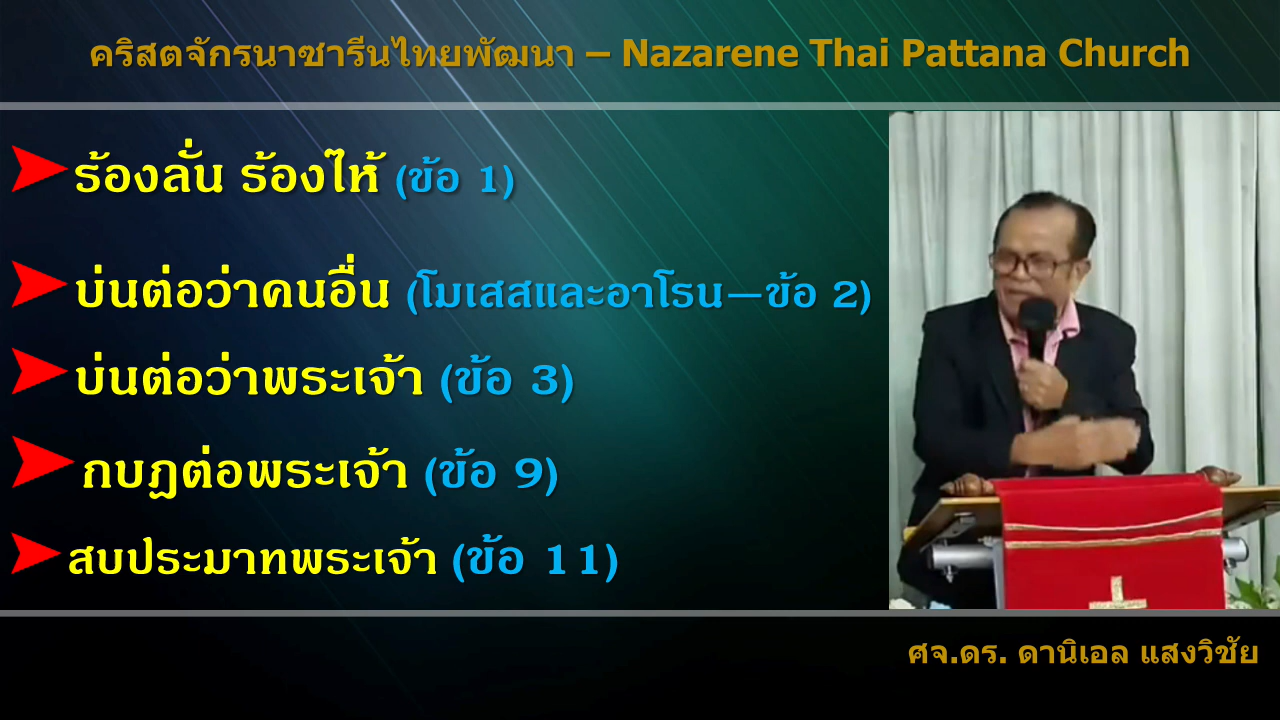 คริสตจักรนาซารีนไทยพัฒนา – Nazarene Thai Pattana Church
ร้องลั่น ร้องไห้ (ข้อ 1)
บ่นต่อว่าคนอื่น (โมเสสและอาโรน—ข้อ 2)
บ่นต่อว่าพระเจ้า (ข้อ 3)
กบฏต่อพระเจ้า (ข้อ 9)
สบประมาทพระเจ้า (ข้อ 11)
ศจ.ดร. ดานิเอล แสงวิชัย